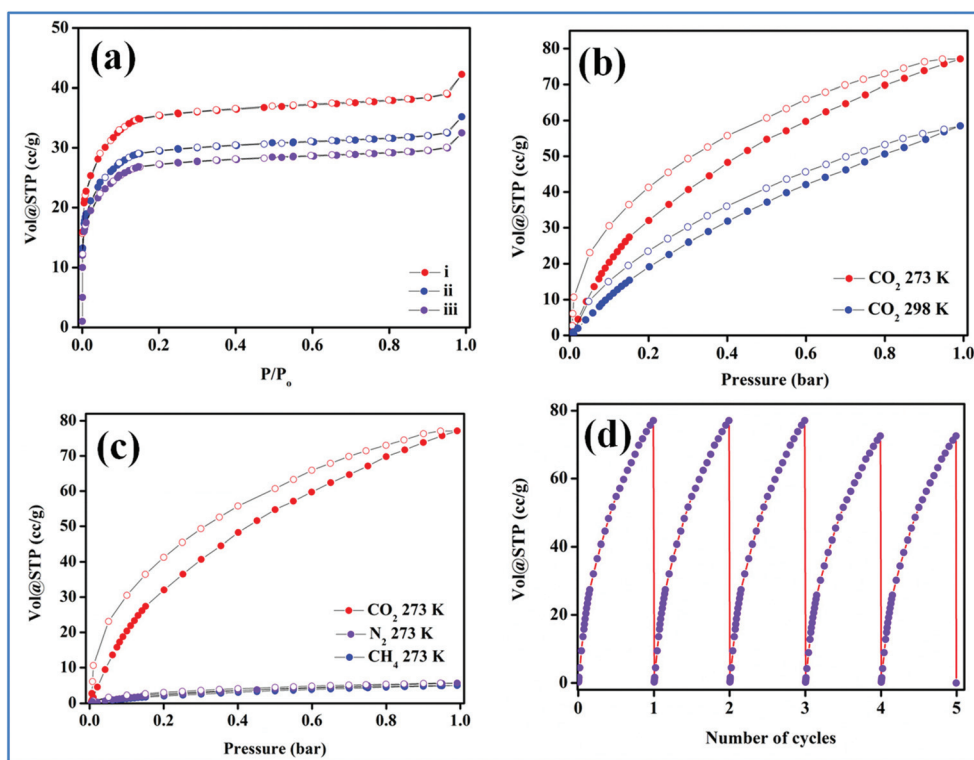 (a)
50
40
30
20
10
0
Vol@STP (cc/g)
i
ii
iii
0.0 0.2 0.4 0.6 0.8 1.0
P/Po
(b)
80
70
60
50
40
30
20
10
0
Vol@STP (cc/g)
CO2 273 K
CO2 298 K
0.0 0.2 0.4 0.6 0.8 1.0
Pressure (bar)
(c)
80
70
60
50
40
30
20
10
0
Vol@STP (cc/g)
CO2 273 K
N2 273 K
CH4 273 K
0.0 0.2 0.4 0.6 0.8 1.0
Pressure (bar)
(d)
80
60
40
20
0
Vol@STP (cc/g)
0 1 2 3 4 5
Number of cycles